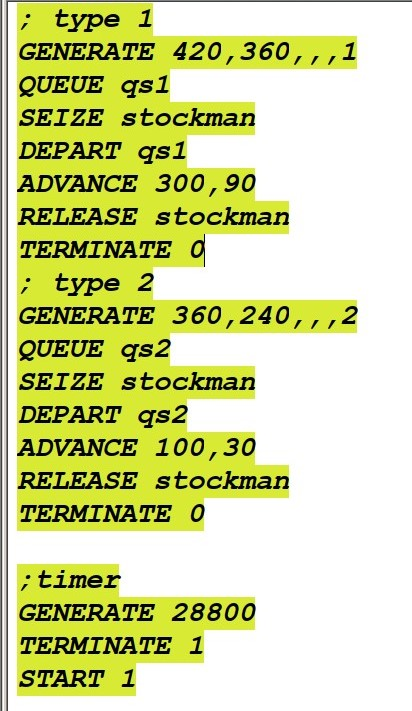 ; type 1
GENERATE 420,360,,,1
QUEUE qs1
SEIZE stockman
DEPART qs1
ADVANCE 300,90
RELEASE stockman
TERMINATE 0
; type 2
GENERATE 360,240,,,2
QUEUE qs2
SEIZE stockman
DEPART qs2
ADVANCE 100,30
RELEASE stockman
TERMINATE 0
;timer
GENERATE 28800
TERMINATE 1
START 1